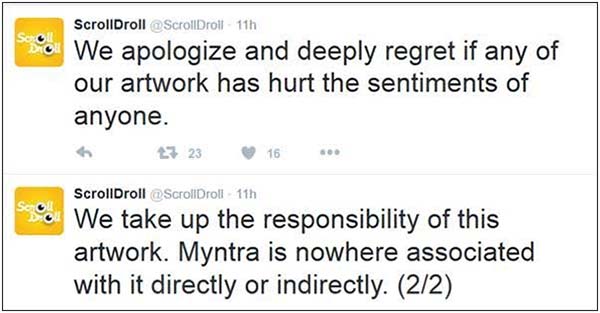 ScrollDroll @ScrollDroll · 11h
Scroll
Droll
We apologize and deeply regret if any of
our artwork has hurt the sentiments of
anyone.
23 16
ScrollDroll @ScrollDroll · 11h
Scroll
Droll
We take up the responsibility of this
artwork. Myntra is nowhere associated
with it directly or indirectly. (2/2)